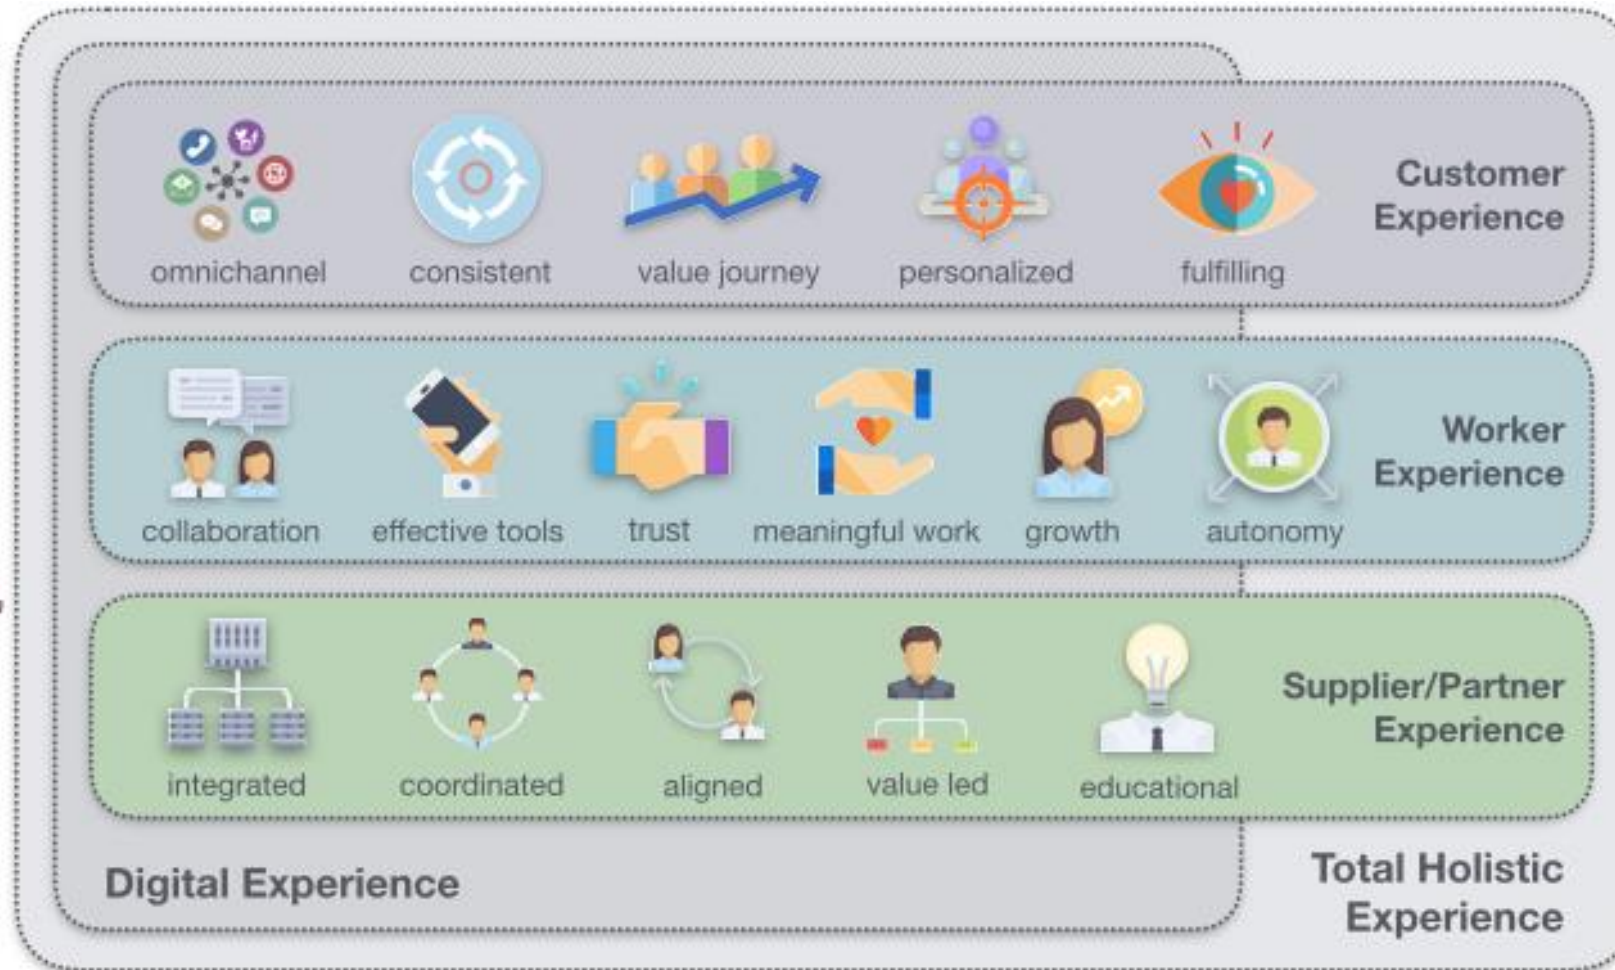 omnichannel
consistent
value journey
personalized
fulfilling
Customer
Experience
collaboration
effective tools
trust
meaningful work
growth
autonomy
Worker
Experience
integrated
coordinated
aligned
value led
educational
Supplier/Partner
Experience
Digital Experience
Total Holistic
Experience